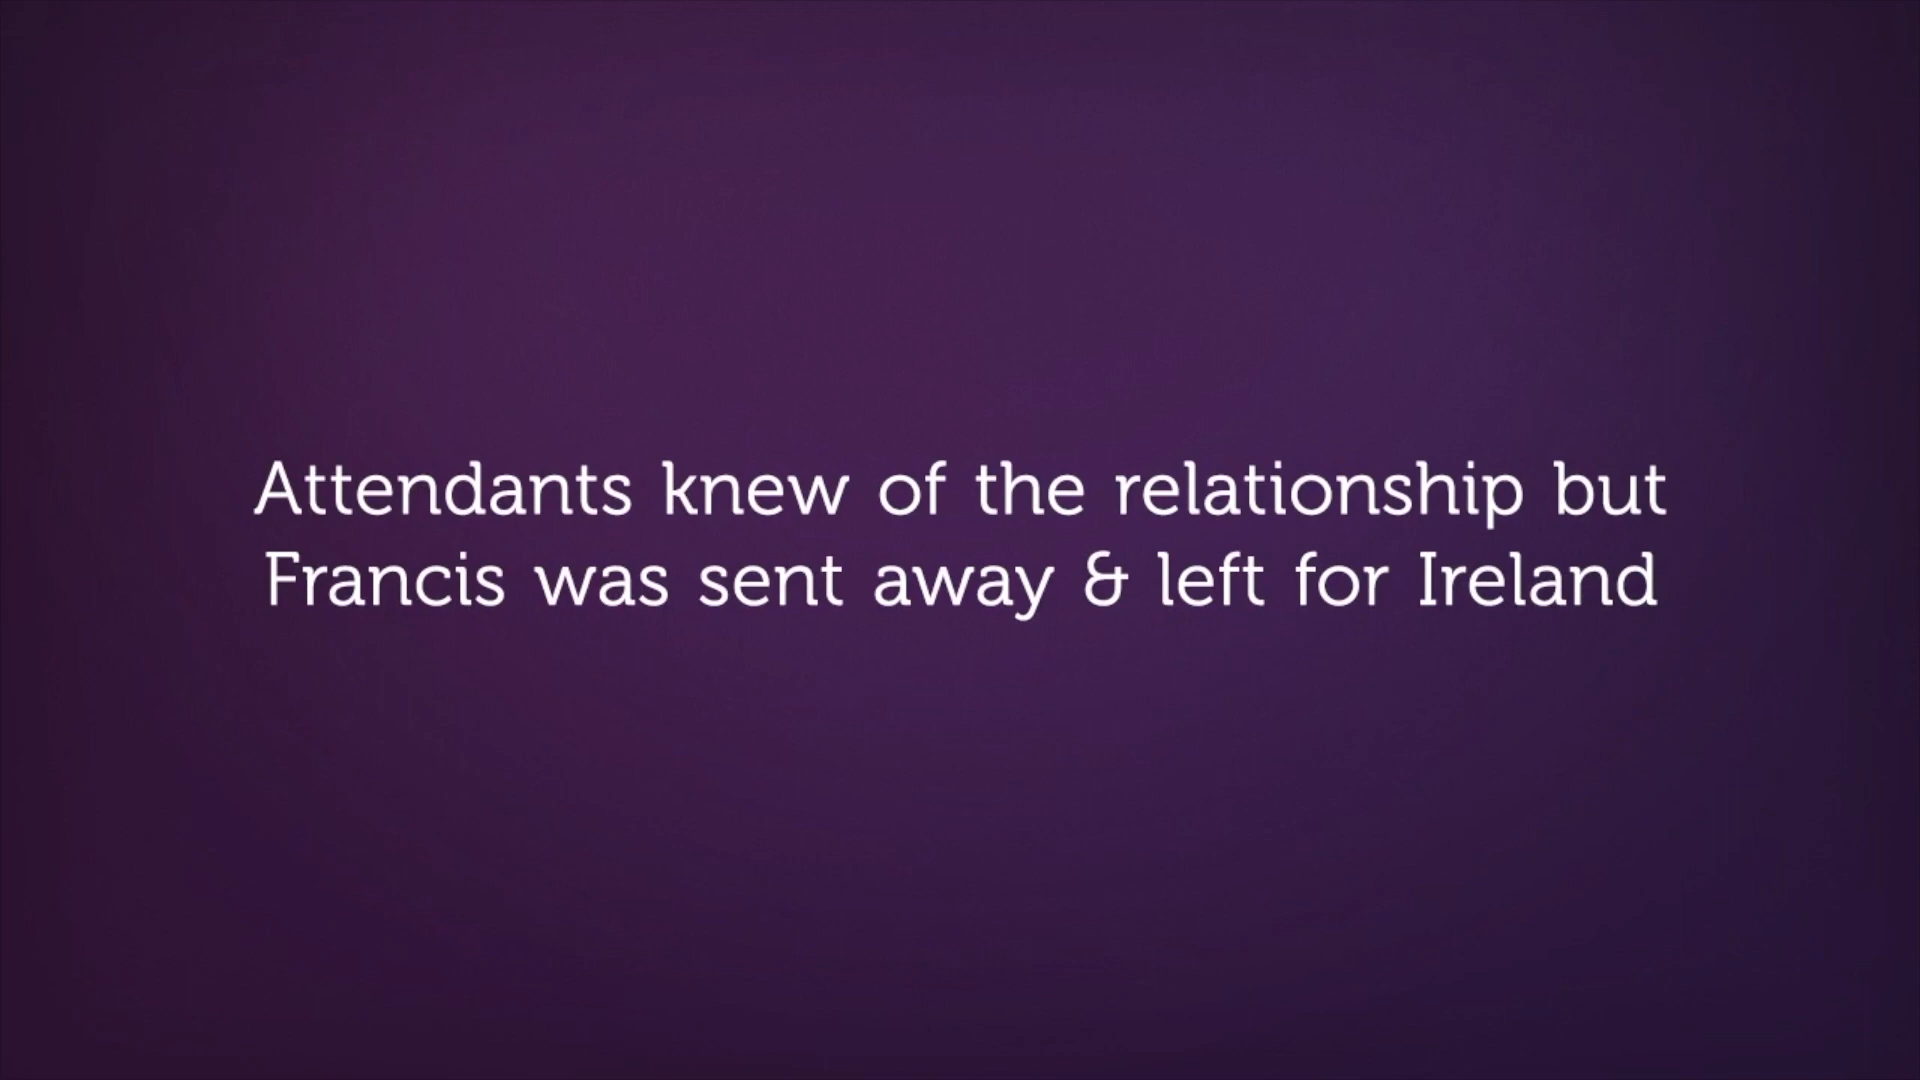 Attendants knew of the relationship but
Francis was sent away & left for Ireland